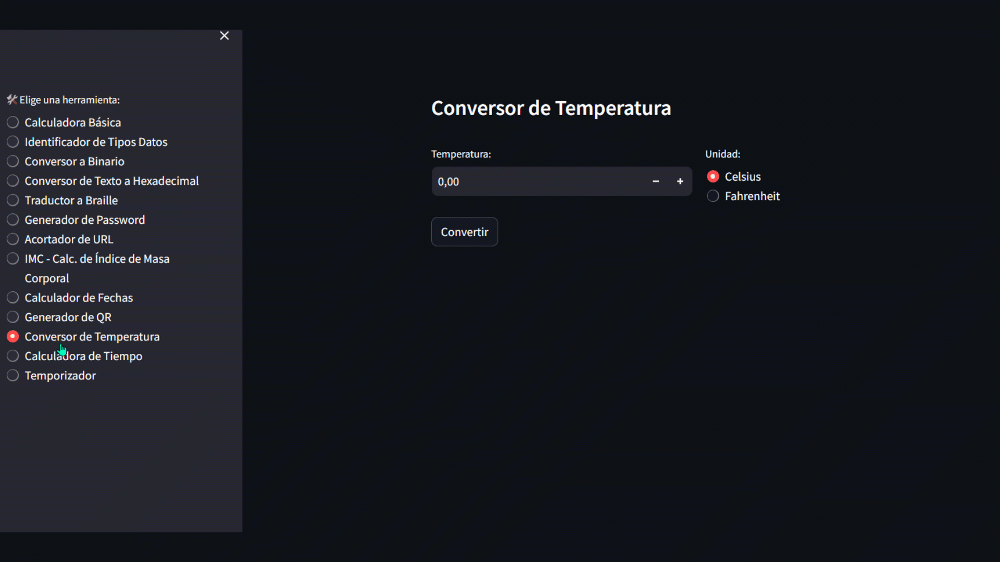 🛠️ Elige una herramienta:
Calculadora Básica
Identificador de Tipos Datos
Conversor a Binario
Conversor de Texto a Hexadecimal
Traductor a Braille
Generador de Password
Acortador de URL
IMC - Calc. de Índice de Masa
Corporal
Calculador de Fechas
Generador de QR
Conversor de Temperatura
Calculadora de Tiempo
Temporizador
Conversor de Temperatura
Temperatura:
0,00
Unidad:
Celsius
Fahrenheit
Convertir